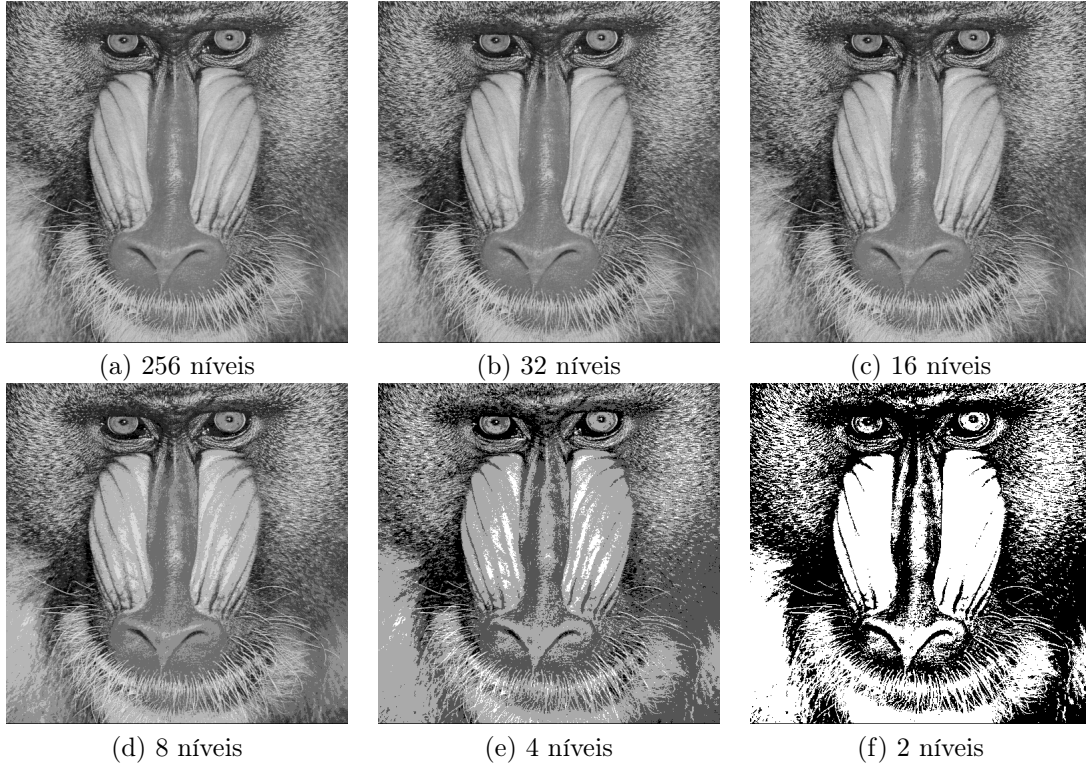 (a) 256 níveis
(b) 32 níveis
(c) 16 níveis
(d) 8 níveis
(e) 4 níveis
(f) 2 níveis